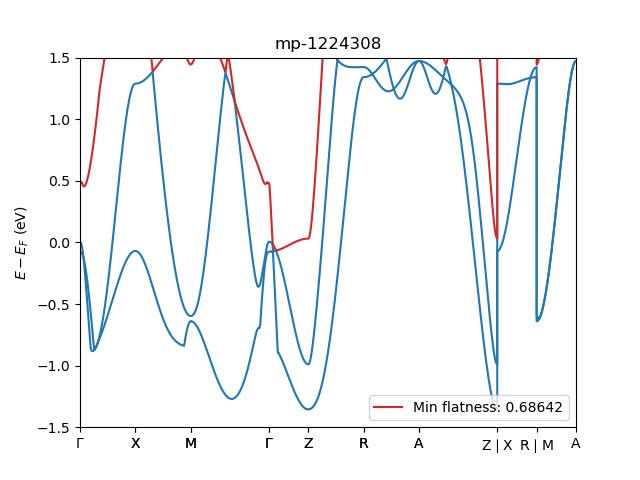 mp-1224308
1.5
1.0
0.5
0.0
−0.5
−1.0
−1.5
E − E_F (eV)
Min flatness: 0.68642
Γ X M Γ Z R A Z | X R | M A